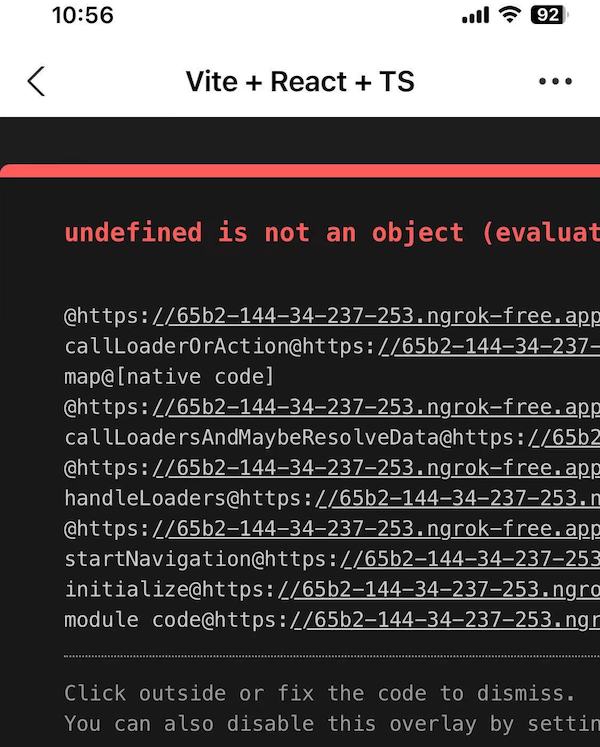 10:56
92
Vite + React + TS
undefined is not an object (evaluat
@https://65b2-144-34-237-253.ngrok-free.app
callLoaderOrAction@https://65b2-144-34-237-
map@[native code]
@https://65b2-144-34-237-253.ngrok-free.app
callLoadersAndMaybeResolveData@https://65b2
@https://65b2-144-34-237-253.ngrok-free.app
handleLoaders@https://65b2-144-34-237-253.n
@https://65b2-144-34-237-253.ngrok-free.app
startNavigation@https://65b2-144-34-237-253
initialize@https://65b2-144-34-237-253.ngro
module code@https://65b2-144-34-237-253.ngr
Click outside or fix the code to dismiss.
You can also disable this overlay by settin